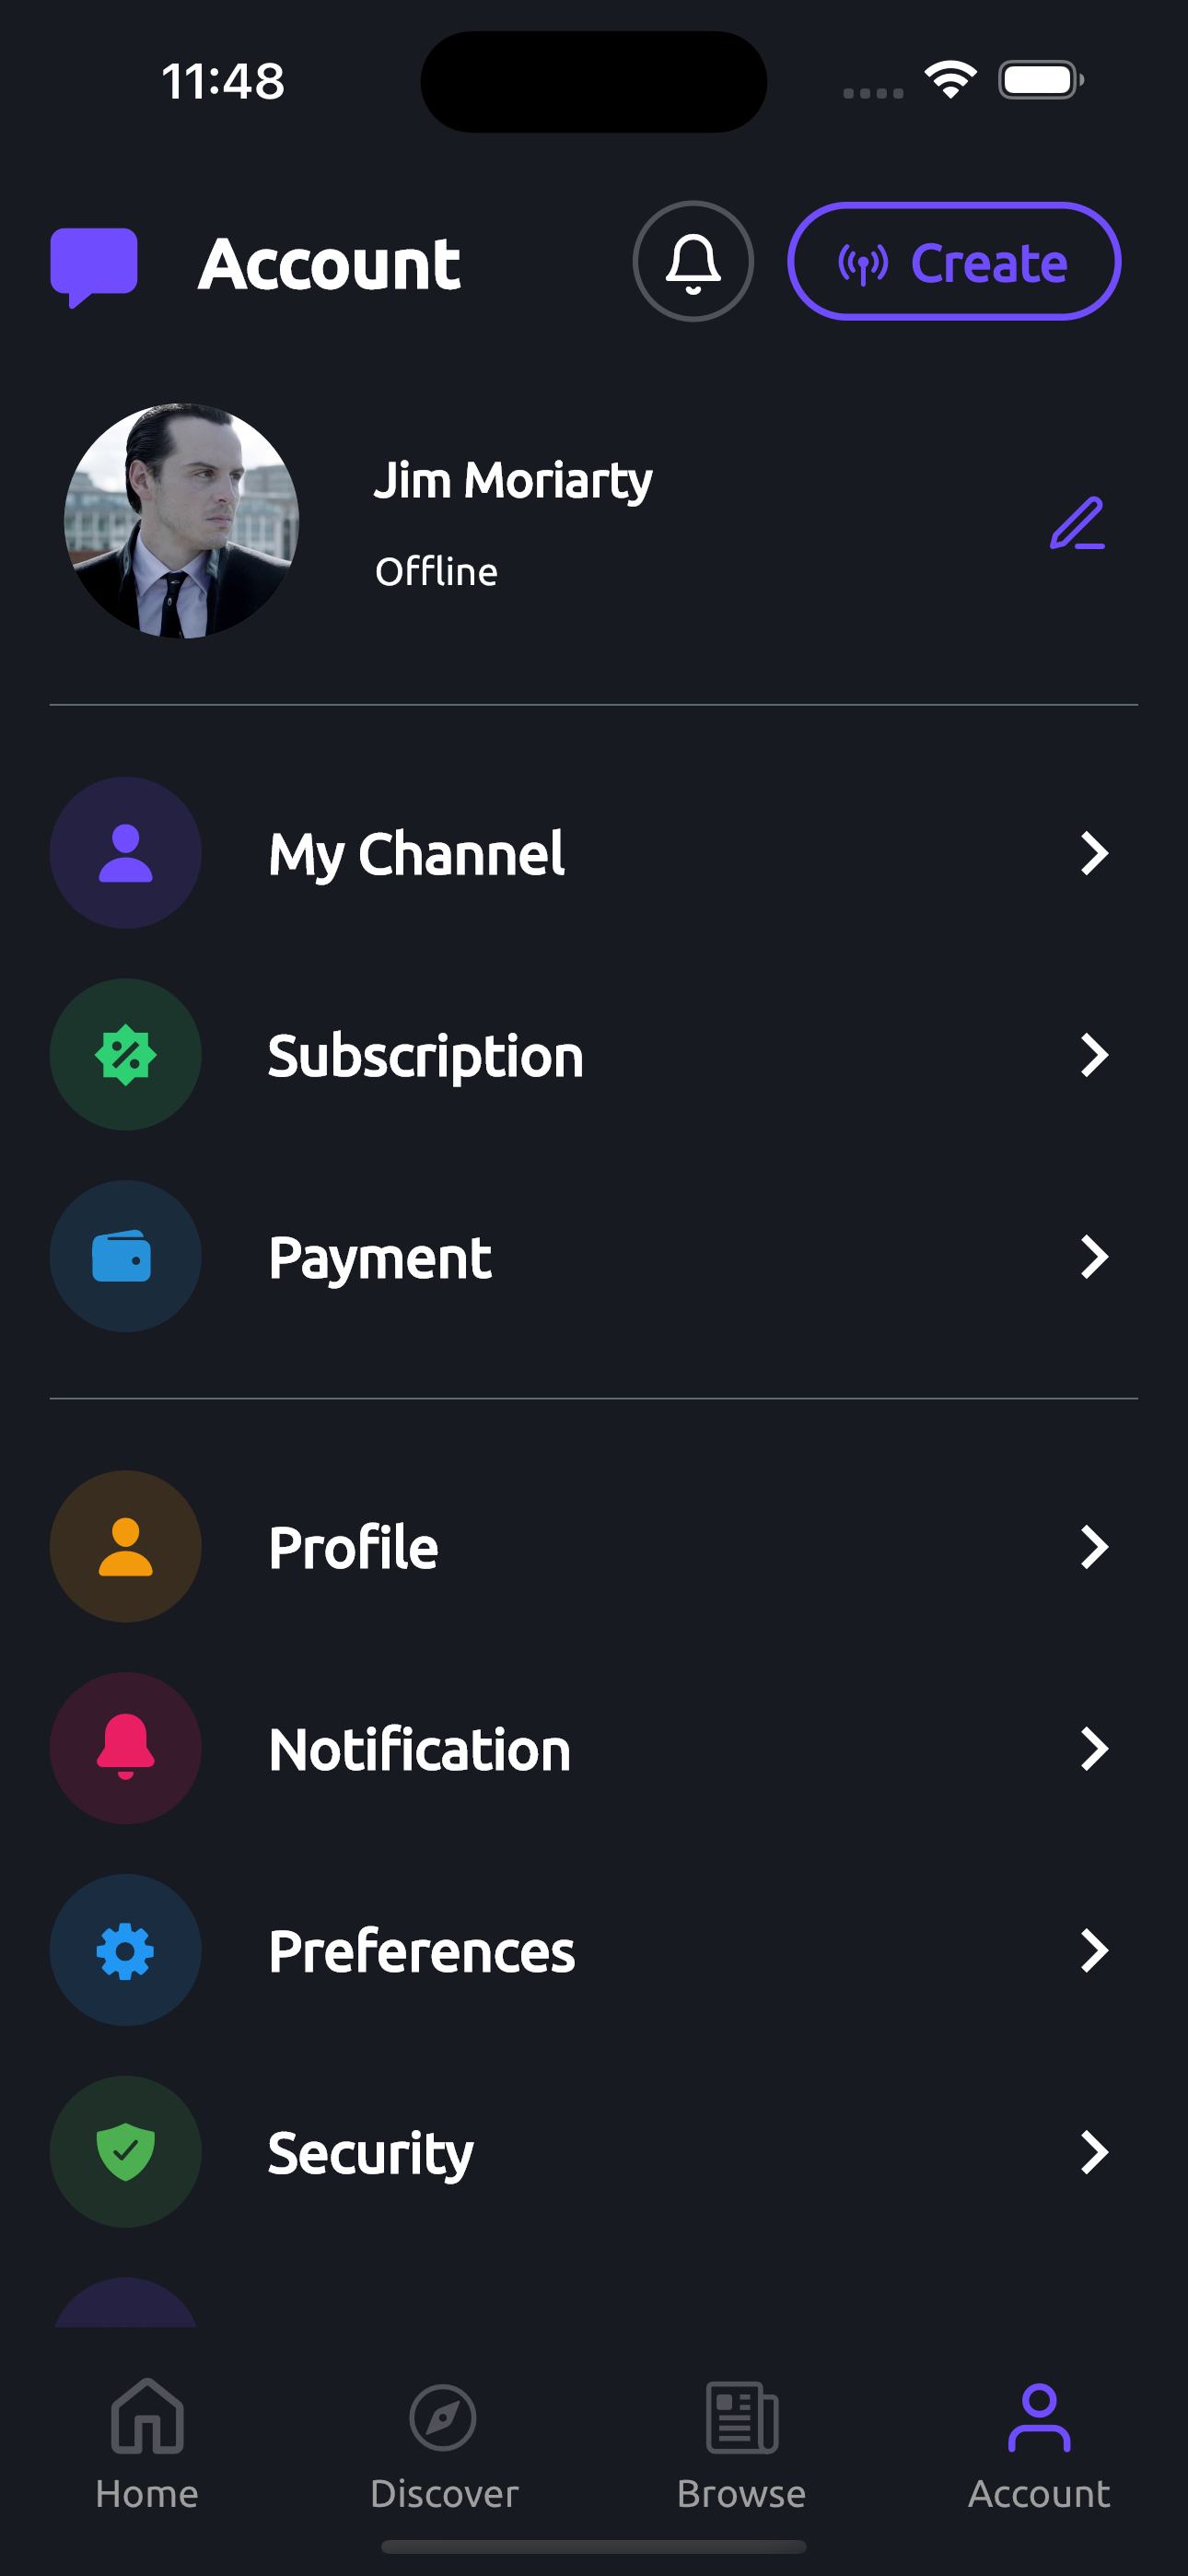 11:48
Account
Create
Jim Moriarty
Offline
My Channel
Subscription
Payment
Profile
Notification
Preferences
Security
Home
Discover
Browse
Account